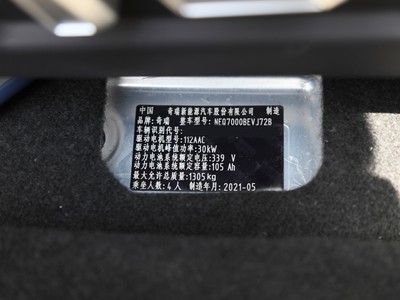 中国 奇瑞新能源汽车股份有限公司 制造
品牌:奇瑞 整车型号:NEQ7000BEVJ72B
车辆识别代号:
驱动电机型号:112AAC
驱动电机峰值功率:30kW
动力电池系统额定电压:339 V
动力电池系统额定容量:105 Ah
最大允许总质量:1305kg
乘坐人数:4人 制造年月:2021-05